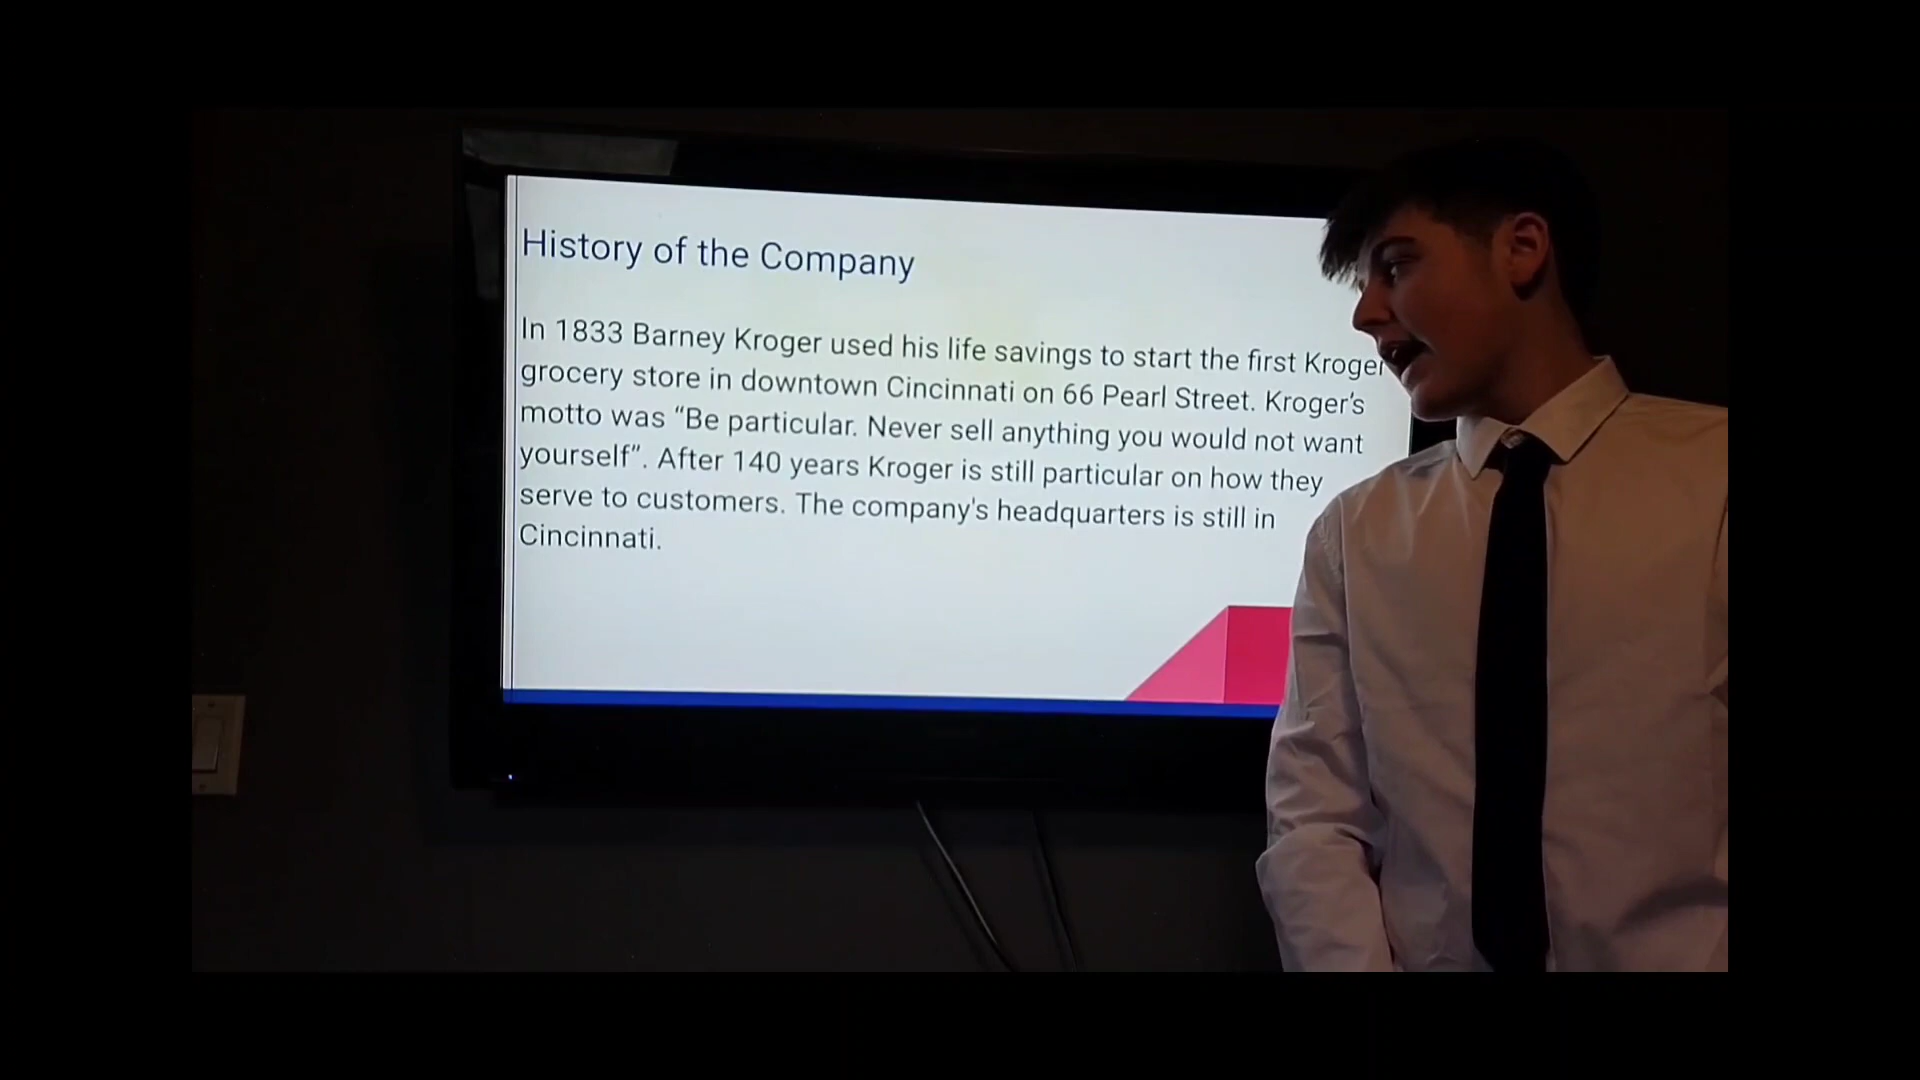 History of the Company
In 1833 Barney Kroger used his life savings to start the first Kroger
grocery store in downtown Cincinnati on 66 Pearl Street. Kroger's
motto was “Be particular. Never sell anything you would not want
yourself”. After 140 years Kroger is still particular on how they
serve to customers. The company's headquarters is still in
Cincinnati.